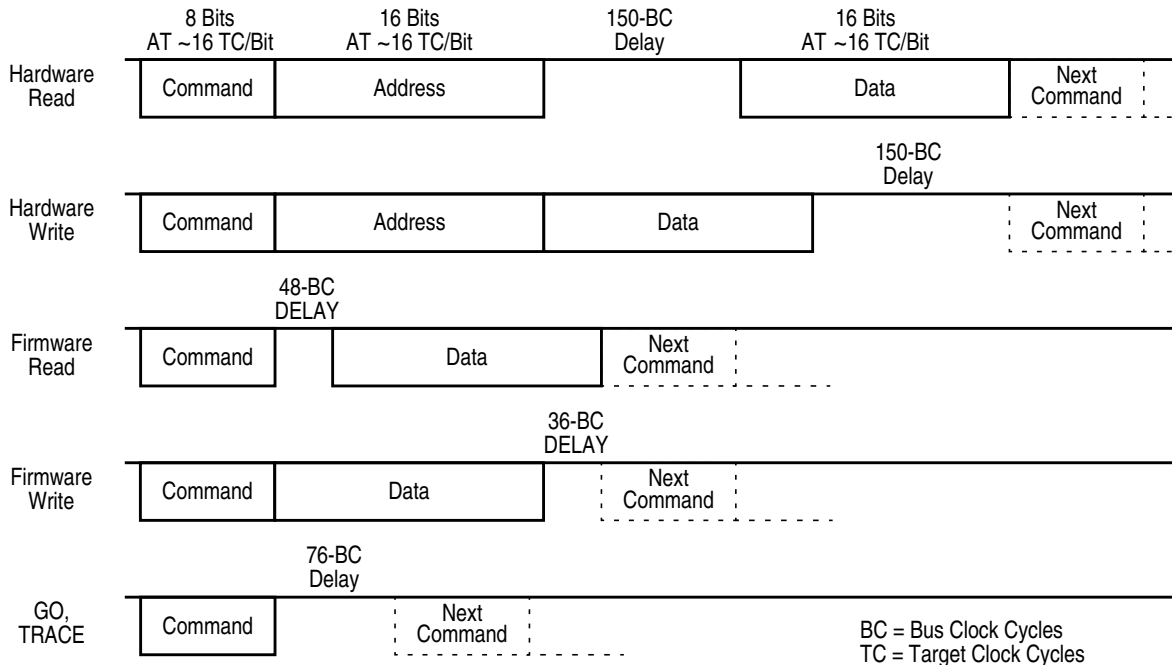 8 Bits
AT ~16 TC/Bit
16 Bits
AT ~16 TC/Bit
150-BC
Delay
16 Bits
AT ~16 TC/Bit
Hardware
Read
Command
Address
Data
Next
Command
150-BC
Delay
Hardware
Write
Command
Address
Data
Next
Command
48-BC
DELAY
Firmware
Read
Command
Data
Next
Command
36-BC
DELAY
Firmware
Write
Command
Data
Next
Command
76-BC
Delay
GO,
TRACE
Command
Next
Command
BC = Bus Clock Cycles
TC = Target Clock Cycles